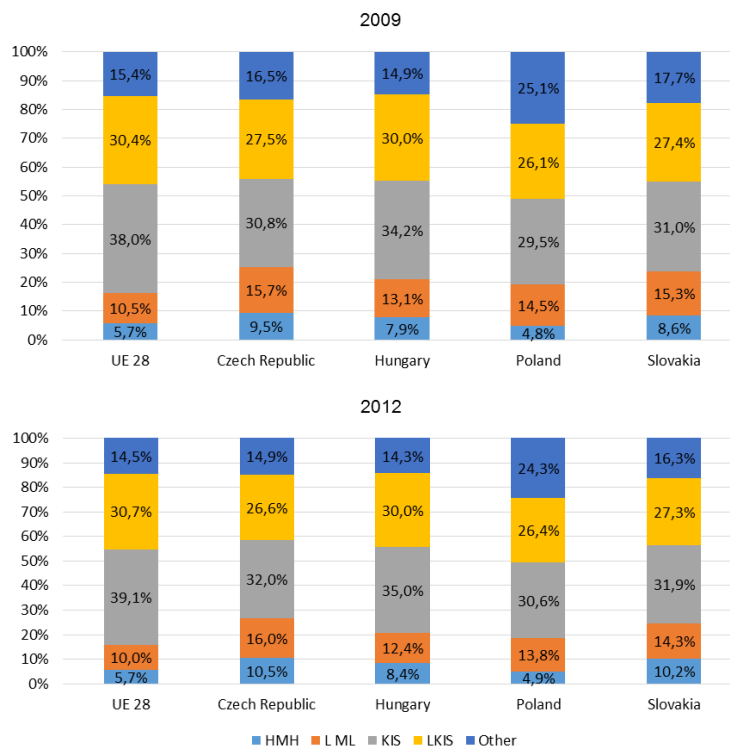 2009
100%
90%
80%
70%
60%
50%
40%
30%
20%
10%
0%
15,4% 16,5% 14,9% 25,1% 17,7%
30,4% 27,5% 30,0% 26,1% 27,4%
38,0% 30,8% 34,2% 29,5% 31,0%
10,5% 15,7% 13,1% 14,5% 15,3%
5,7% 9,5% 7,9% 4,8% 8,6%
UE 28 Czech Republic Hungary Poland Slovakia
2012
100%
90%
80%
70%
60%
50%
40%
30%
20%
10%
0%
14,5% 14,9% 14,3% 24,3% 16,3%
30,7% 26,6% 30,0% 26,4% 27,3%
39,1% 32,0% 35,0% 30,6% 31,9%
10,0% 16,0% 12,4% 13,8% 14,3%
5,7% 10,5% 8,4% 4,9% 10,2%
UE 28 Czech Republic Hungary Poland Slovakia
HMH L ML KIS LKIS Other